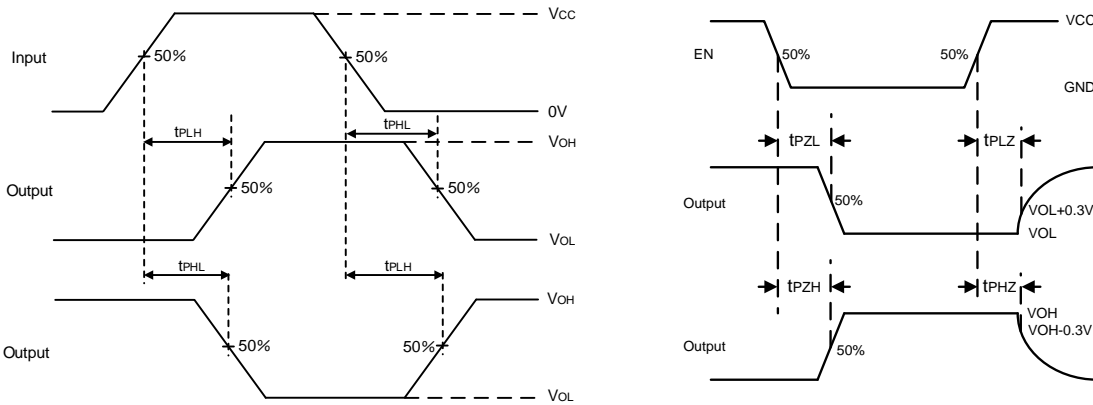 Input
50%
50%
VCC
0V
tPLH
tPHL
Output
50%
50%
VOH
VOL
tPHL
tPLH
Output
50%
50%
VOH
VOL
EN
50%
50%
VCC
GND
tPZL
tPLZ
Output
50%
VOL+0.3V
VOL
tPZH
tPHZ
Output
50%
VOH
VOH-0.3V